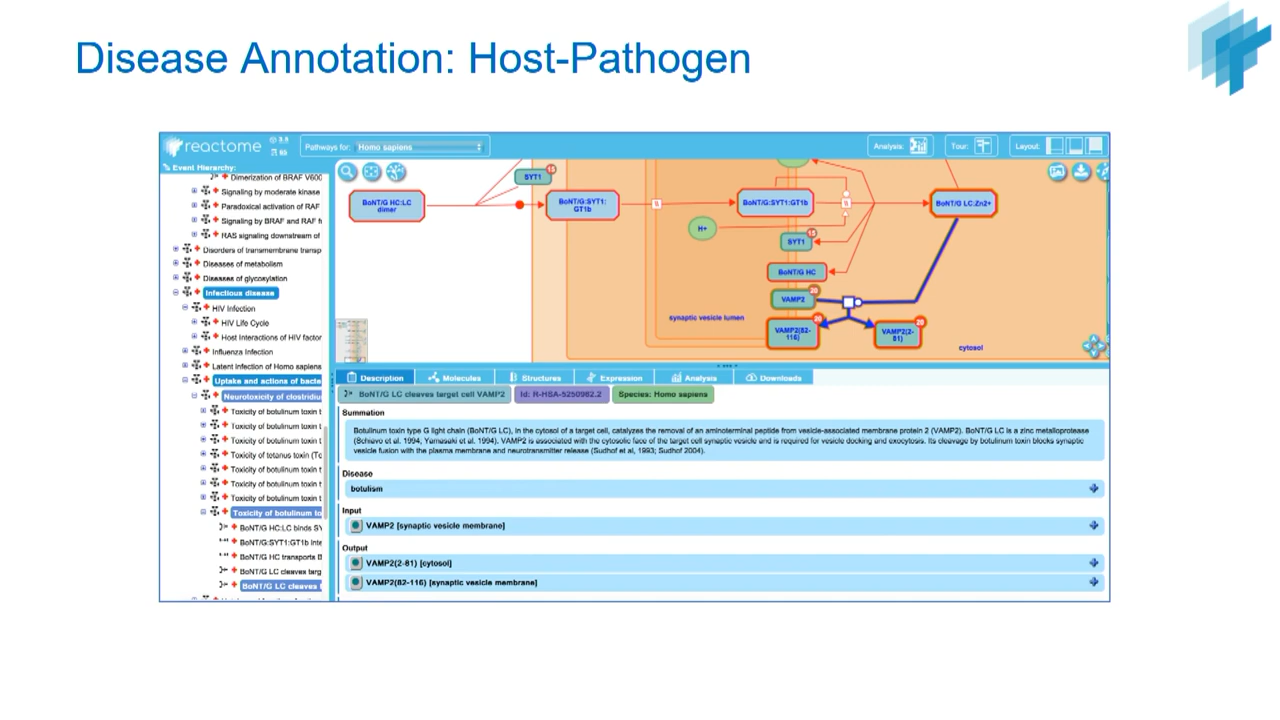 Disease Annotation: Host-Pathogen
reactome
3.8
65
Pathways for: Homo sapiens
Analysis:
Tour:
Layout:
Event Hierarchy:
Dimerization of BRAF V600
Signaling by moderate kinase
Paradoxical activation of RAF
Signaling by BRAF and RAF f
RAS signaling downstream of
Disorders of transmembrane transp
Diseases of metabolism
Diseases of glycosylation
Infectious disease
HIV Infection
HIV Life Cycle
Host Interactions of HIV factor
Influenza Infection
Latent infection of Homo sapiens
Uptake and actions of bacte
Neurotoxicity of clostridiu
Toxicity of botulinum toxin t
Toxicity of botulinum toxin t
Toxicity of botulinum toxin t
Toxicity of tetanus toxin (Te
Toxicity of botulinum toxin t
Toxicity of botulinum toxin t
Toxicity of botulinum toxin t
Toxicity of botulinum to
BoNT/G HC:LC binds SY
BoNT/G:SYT1:GT1b inte
BoNT/G HC transports B
BoNT/G LC cleaves targ
BoNT/G LC cleaves t
BoNT/G HC:LC
dimer
SYT1
15
BoNT/G:SYT1:
GT1b
BoNT/G:SYT1:GT1b
BoNT/G LC:Zn2+
H+
SYT1
15
BoNT/G HC
VAMP2
20
VAMP2(82-
116)
20
VAMP2(2-
81)
20
synaptic vesicle lumen
cytosol
Description
Molecules
Structures
Expression
Analysis
Downloads
BoNT/G LC cleaves target cell VAMP2
Id: R-HSA-5250962.2
Species: Homo sapiens
Summation
Botulinum toxin type G light chain (BoNT/G LC), in the cytosol of a target cell, catalyzes the removal of an aminoterminal peptide from vesicle-associated membrane protein 2 (VAMP2). BoNT/G LC is a zinc metalloprotease
(Schiavo et al. 1994; Yamasaki et al. 1994). VAMP2 is associated with the cytosolic face of the target cell synaptic vesicle and is required for vesicle docking and exocytosis. Its cleavage by botulinum toxin blocks synaptic
vesicle fusion with the plasma membrane and neurotransmitter release (Sudhof et al, 1993; Sudhof 2004).
Disease
botulism
Input
VAMP2 [synaptic vesicle membrane]
Output
VAMP2(2-81) [cytosol]
VAMP2(82-116) [synaptic vesicle membrane]